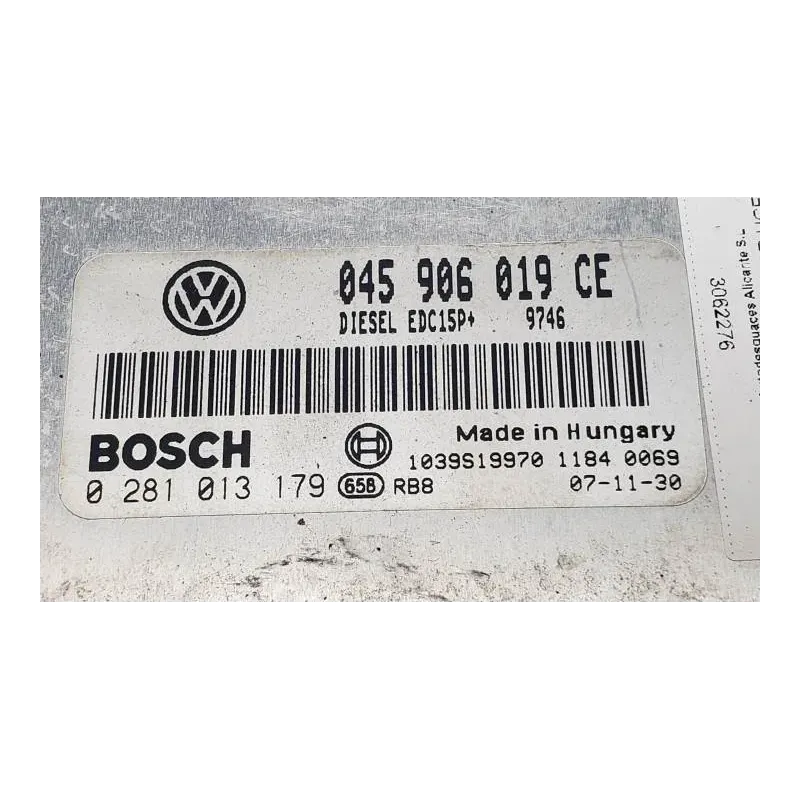 045 906 019 CE
DIESEL EDC15P+ 9746
BOSCH
Made in Hungary
1039S19970 1184 0069
0 281 013 179 658 RB8 07-11-30
Alicante S.L
3062276